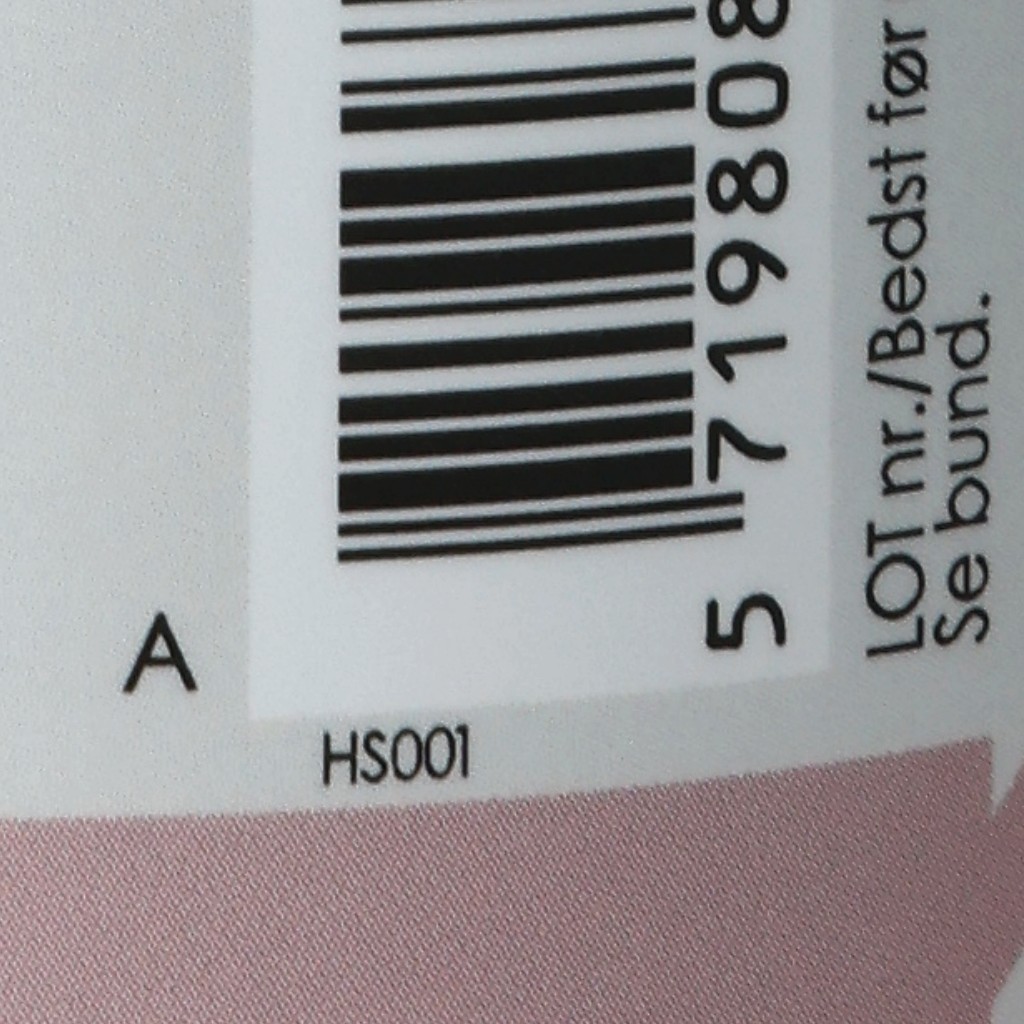 A
HS001
5 719808
LOT nr./Bedst før
Se bund.